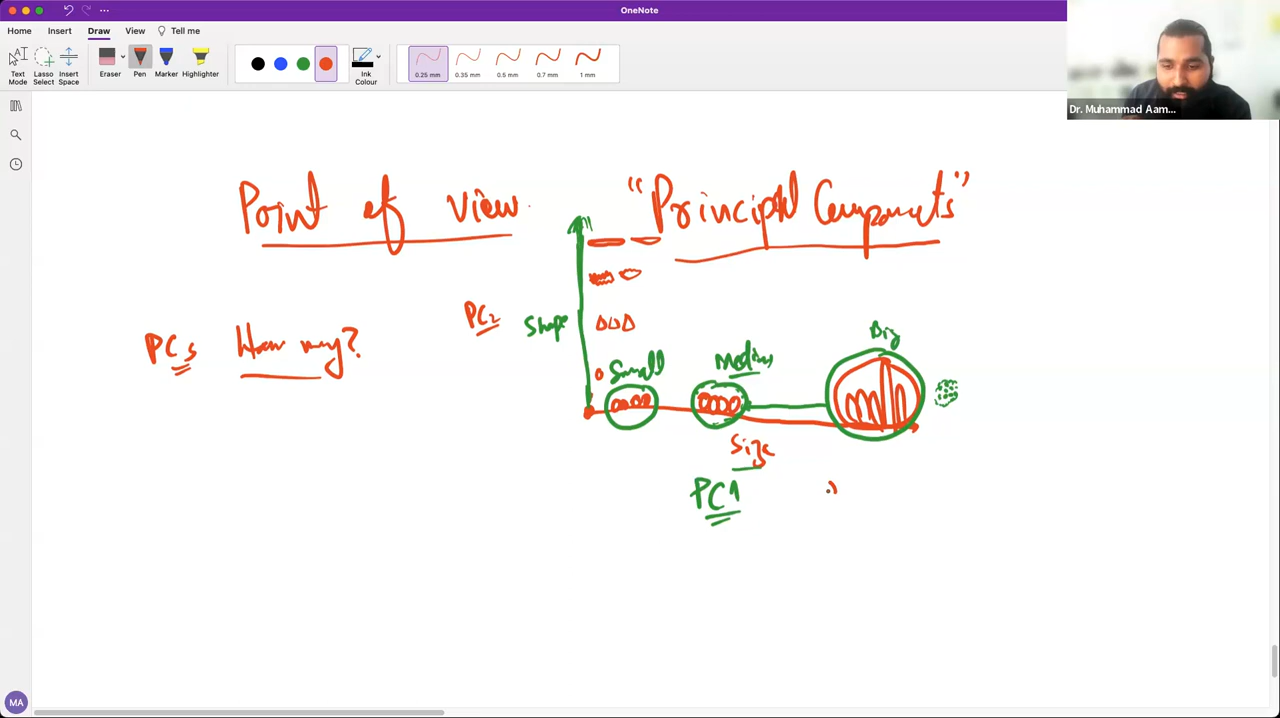 OneNote
Home Insert Draw View Tell me
Text Mode Lasso Select Insert Space Eraser Pen Marker Highlighter Ink Colour 0.25 mm 0.35 mm 0.5 mm 0.7 mm 1 mm
Dr. Muhammad Aam...
Point of view. "Principal Components"
PC2
Shape
PCs How my?
Big
Small Medium
Size
PC1
MA